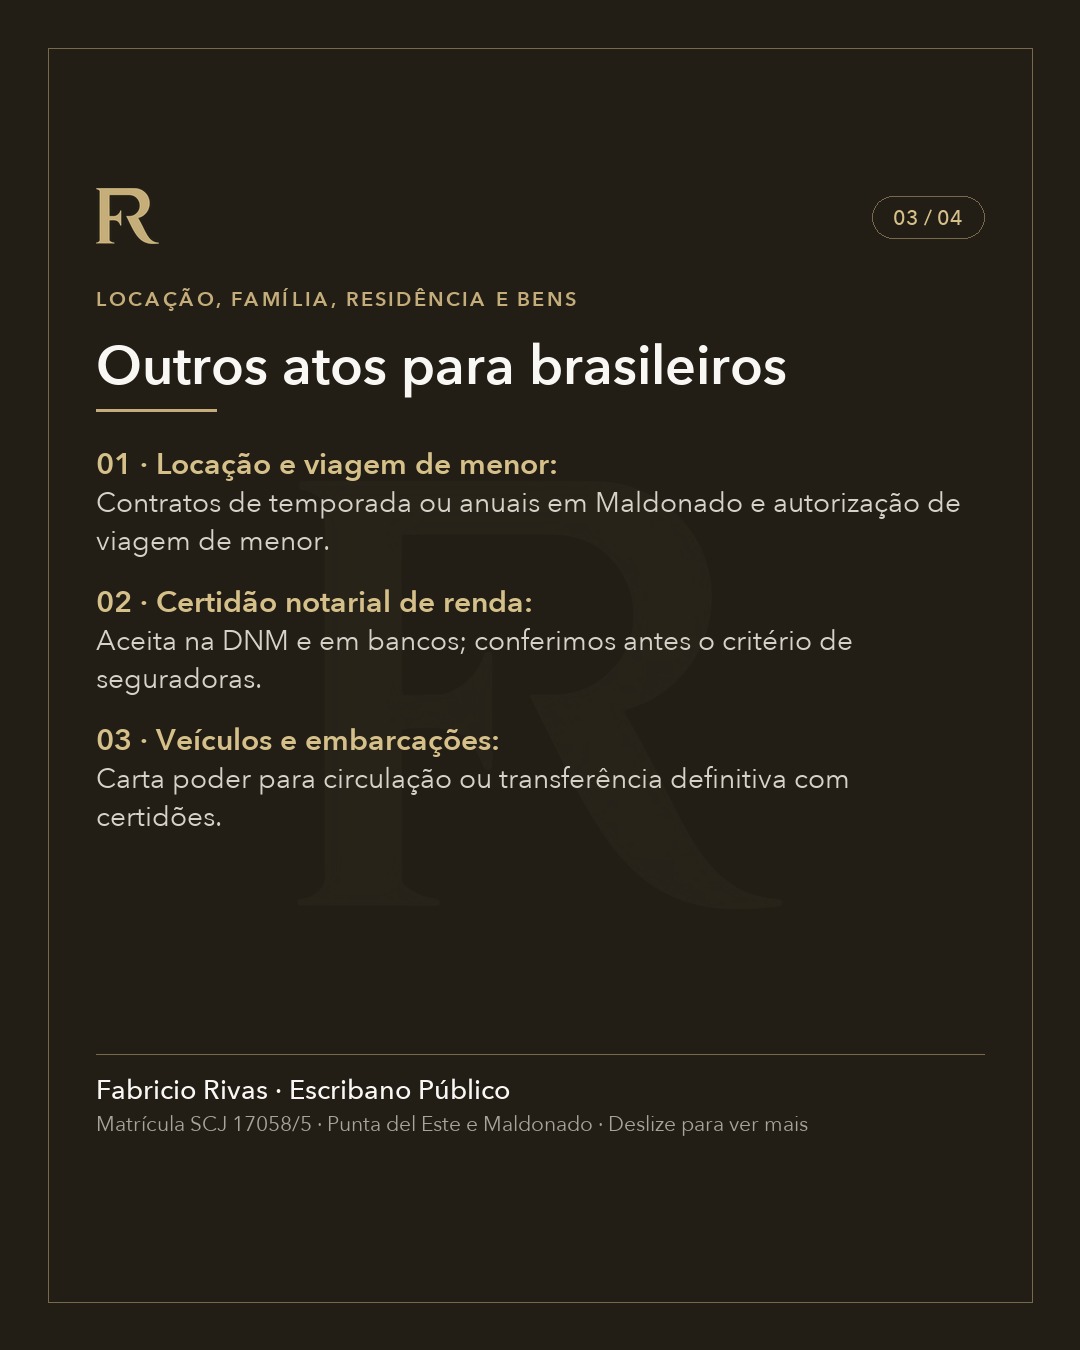 FR
03 / 04
LOCAÇÃO, FAMÍLIA, RESIDÊNCIA E BENS
Outros atos para brasileiros
01 · Locação e viagem de menor:
Contratos de temporada ou anuais em Maldonado e autorização de
viagem de menor.
02 · Certidão notarial de renda:
Aceita na DNM e em bancos; conferimos antes o critério de
seguradoras.
03 · Veículos e embarcações:
Carta poder para circulação ou transferência definitiva com
certidões.
Fabricio Rivas · Escribano Público
Matrícula SCJ 17058/5 · Punta del Este e Maldonado · Deslize para ver mais